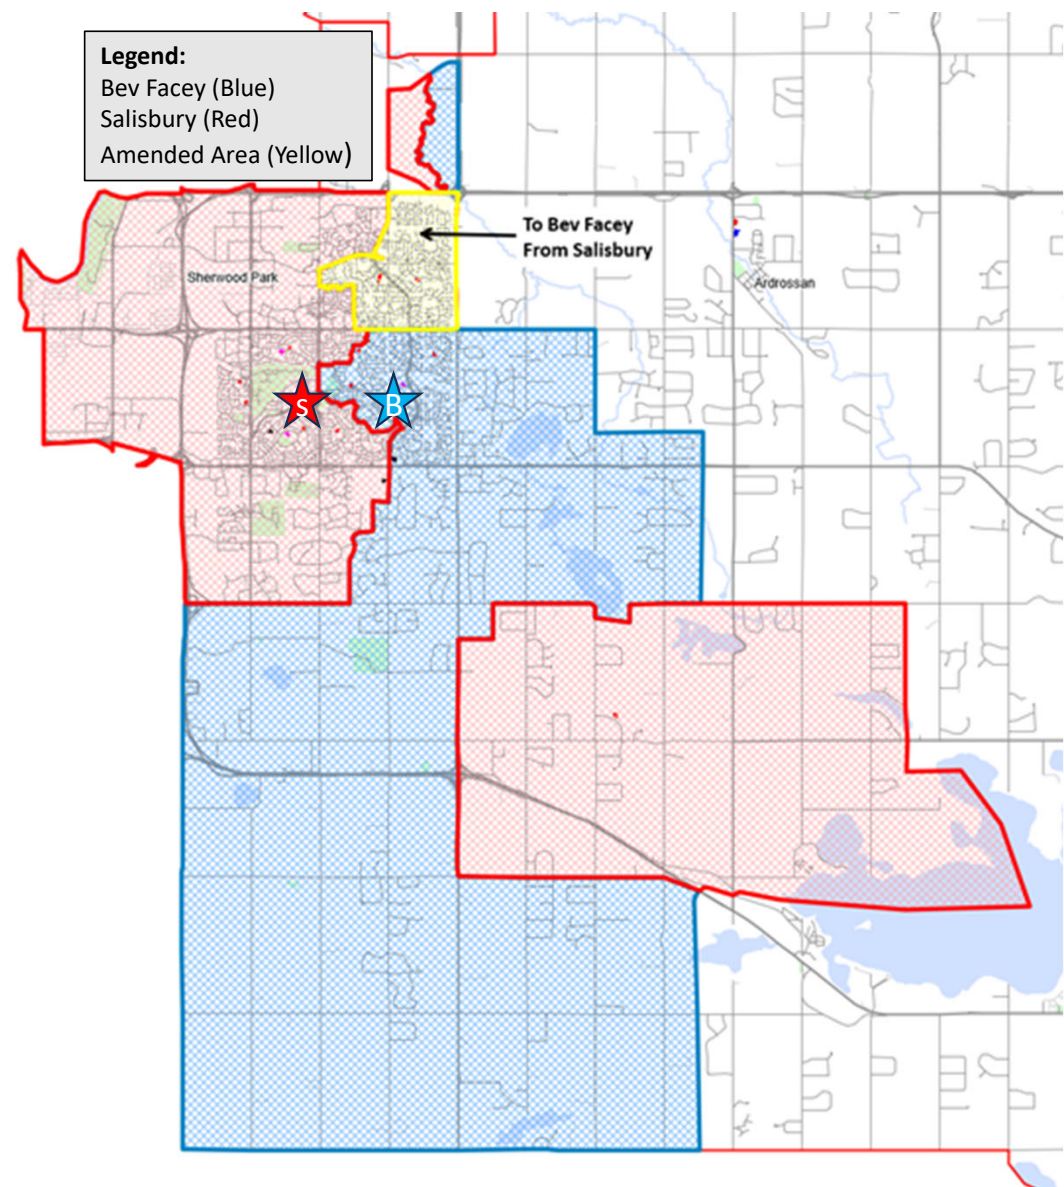 Legend:
Bev Facey (Blue)
Salisbury (Red)
Amended Area (Yellow)
To Bev Facey
From Salisbury
Sherwood Park
Ardrossan
S
B